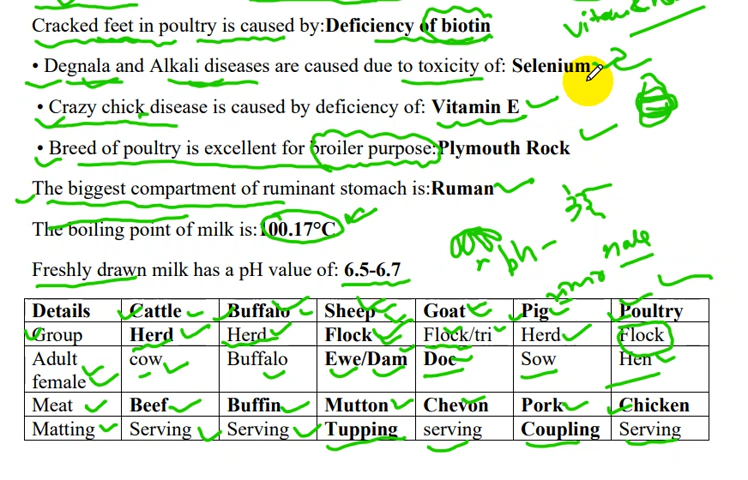 Cracked feet in poultry is caused by:Deficiency of biotin
• Degnala and Alkali diseases are caused due to toxicity of: Selenium
• Crazy chick disease is caused by deficiency of: Vitamin E
• Breed of poultry is excellent for broiler purpose:Plymouth Rock
The biggest compartment of ruminant stomach is:Ruman
The boiling point of milk is:100.17°C
ph -
male
Freshly drawn milk has a pH value of: 6.5-6.7
Details Cattle Buffalo Sheep Goat Pig Poultry
Group Herd Herd Flock Flock/tri Herd Flock
Adult female cow Buffalo Ewe/Dam Doe Sow Hen
Meat Beef Buffin Mutton Chevon Pork Chicken
Matting Serving Serving Tupping serving Coupling Serving